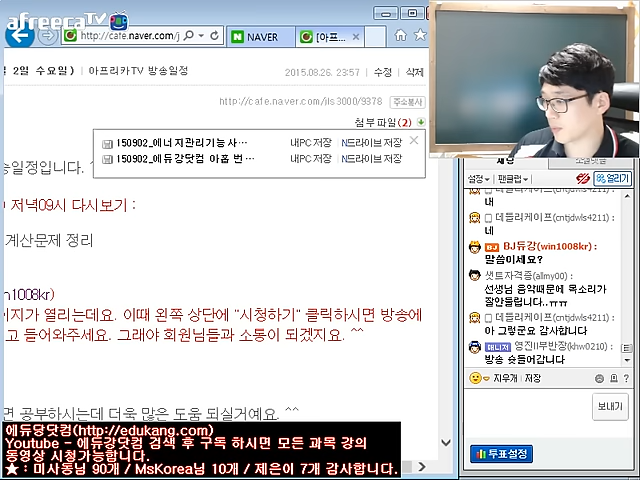 afreecaTV
http://cafe.naver.com/j
NAVER
[아프...
2일 수요일) | 아프리카TV 방송일정
2015.08.26. 23:57 | 수정 | 삭제
http://cafe.naver.com/jls3000/9378 주소복사
첨부파일(2)
150902_에너지관리기능사··· 내PC 저장 N드라이브 저장
150902_에듀강닷컴 아홉 번··· 내PC 저장 N드라이브 저장
송일정입니다. ^
저녁09시 다시보기 :
계산문제 정리
n1008kr)
이지가 열리는데요. 이때 왼쪽 상단에 "시청하기" 클릭하시면 방송에
고 들어와주세요. 그래야 회원님들과 소통이 되겠지요. ^^
면 공부하시는데 더욱 많은 도움 되실거예요. ^^
에듀강닷컴(http://edukang.com)
Youtube - 에듀강닷컴 검색 후 구독 하시면 모든 과목 강의
동영상 시청가능합니다.
★ : 미사동님 90개 / MsKorea님 10개 / 제은이 7개 감사합니다.
채팅
설정 팬클럽 얼리기
데들리케이프(cntjdwls4211) :
내
데들리케이프(cntjdwls4211) :
네
BJ 듀강(win1008kr) :
말씀이세요?
샛트자격증(allmy00) :
선생님 음악때문에 목소리가
잘안들립니다..ㅠㅠ
데들리케이프(cntjdwls4211) :
아 그렇군요 감사합니다
매니저 영진II부반장(khw0210) :
방송 숏들어갑니다
지우개 | 저장
보내기
투표설정